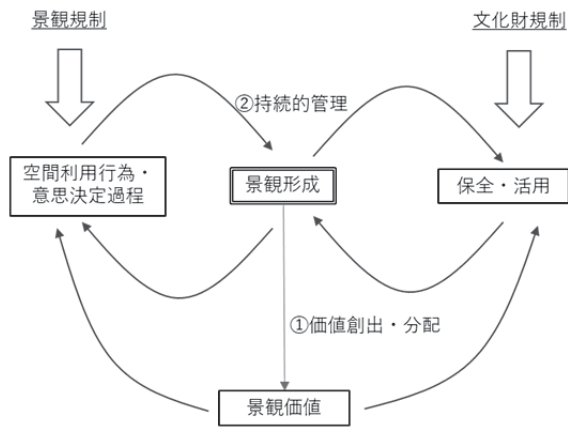 景観規制
文化財規制
②持続的管理
空間利用行為・
意思決定過程
景観形成
保全・活用
①価値創出・分配
景観価値